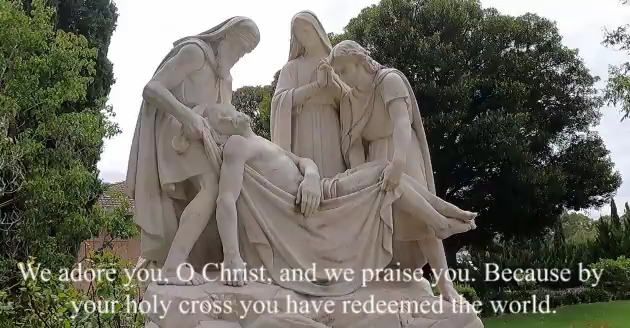 We adore you, O Christ, and we praise you. Because by
your holy cross you have redeemed the world.